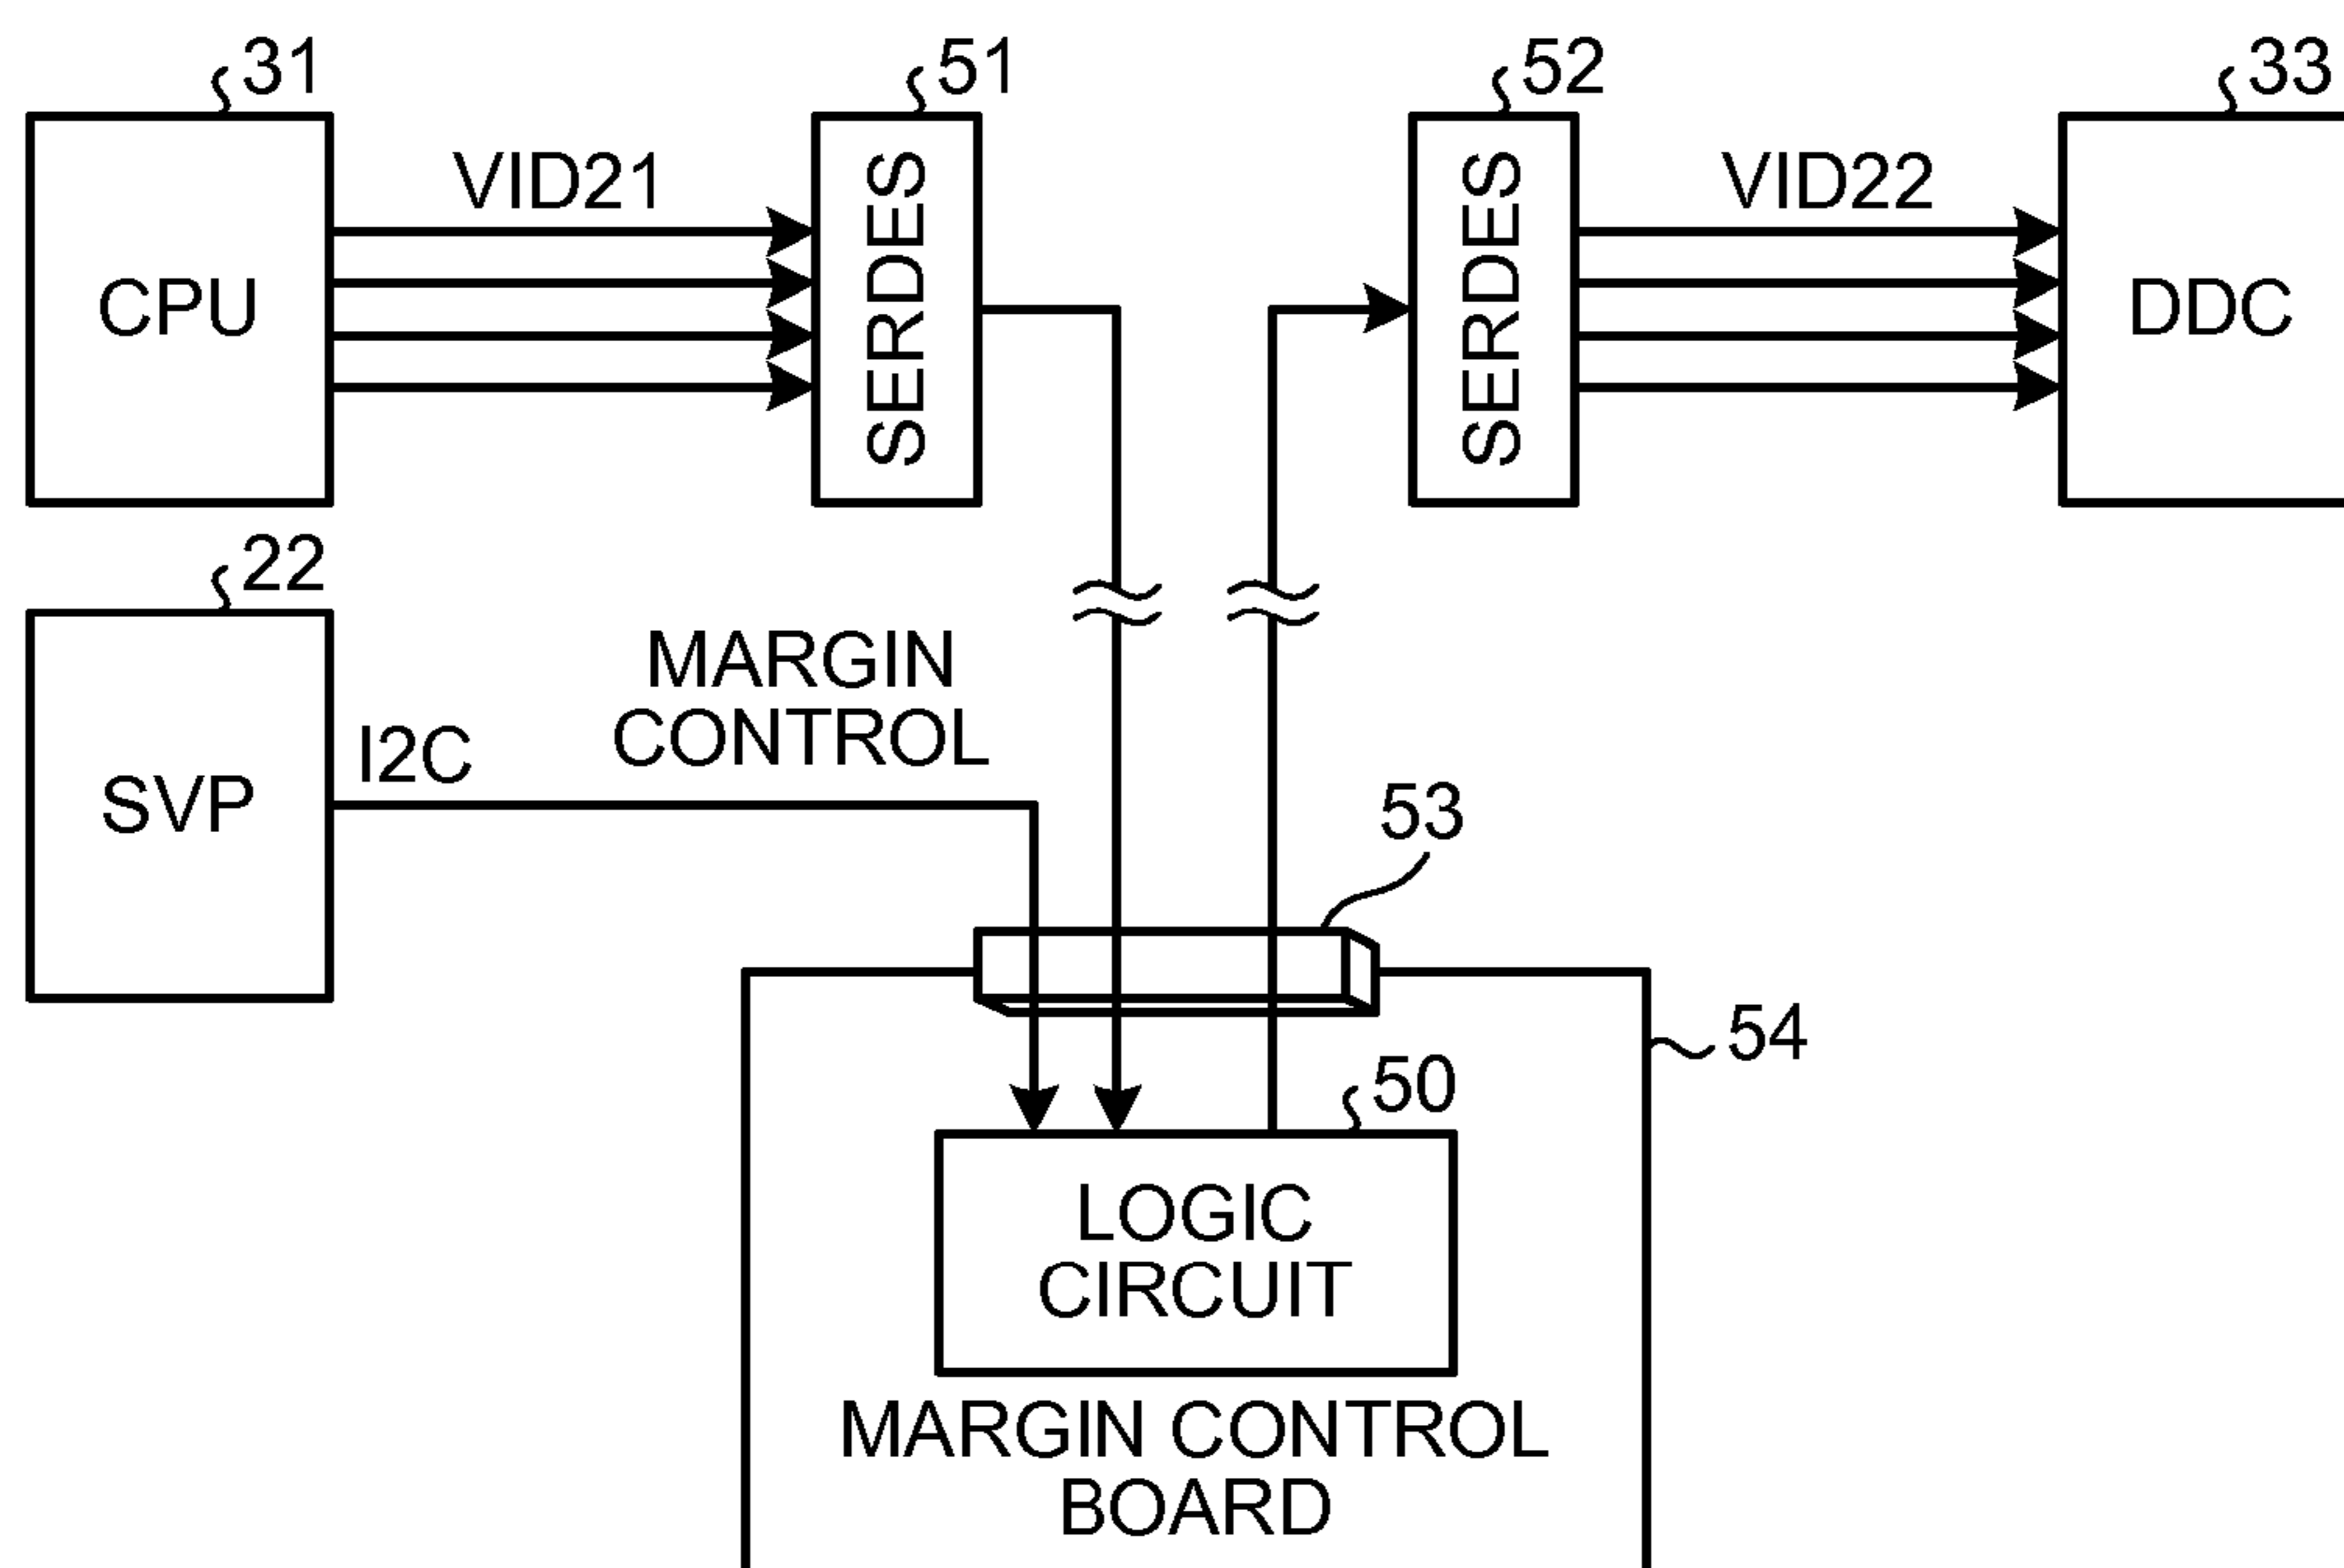 31
51
52
33
VID21
VID22
CPU
SERDES
SERDES
DDC
22
MARGIN
CONTROL
I2C
SVP
53
54
50
LOGIC
CIRCUIT
MARGIN CONTROL
BOARD